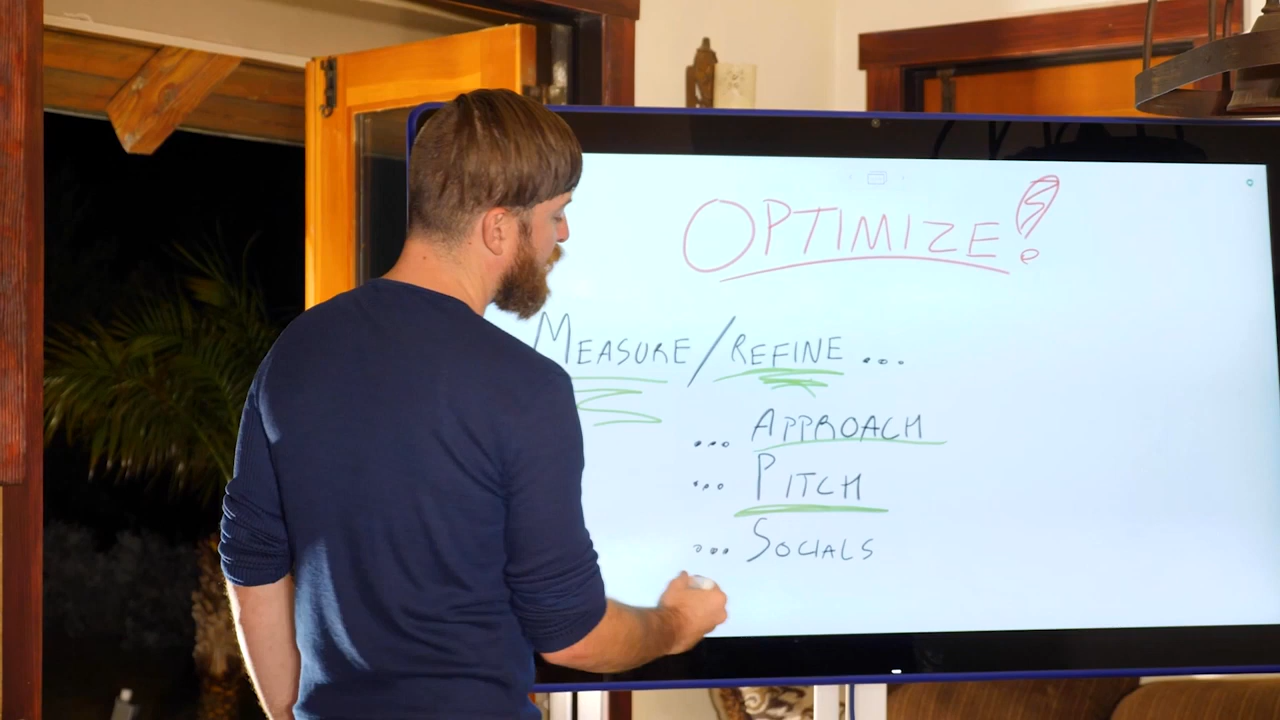 OPTIMIZE!
MEASURE/REFINE ...
... APPROACH
... PITCH
... SOCIALS